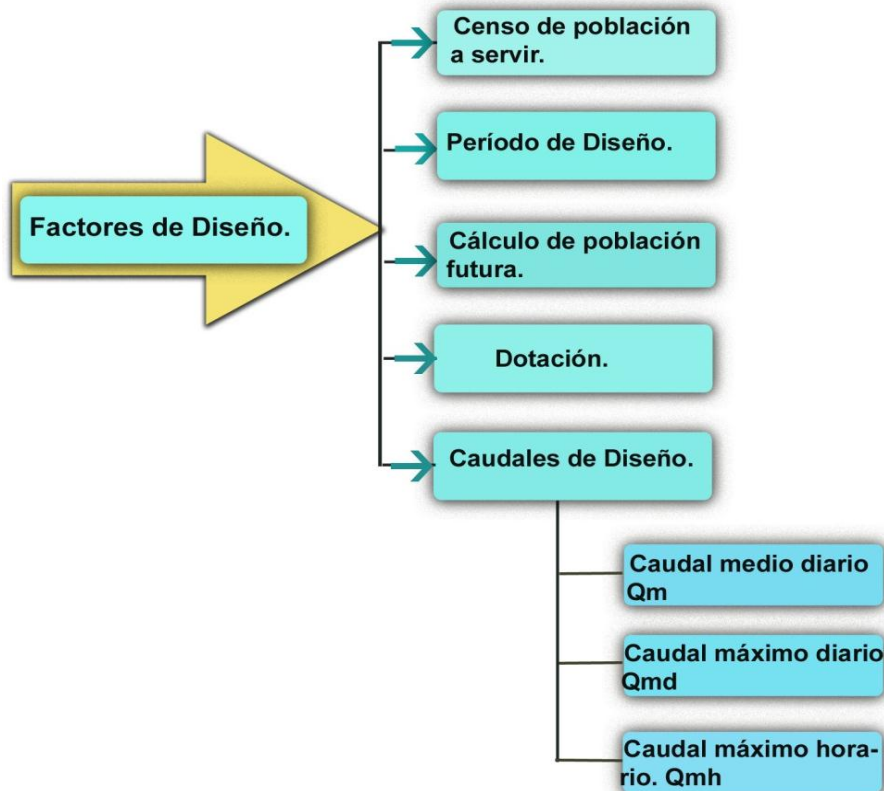 Factores de Diseño.
Censo de población
a servir.
Período de Diseño.
Cálculo de población
futura.
Dotación.
Caudales de Diseño.
Caudal medio diario
Qm
Caudal máximo diario
Qmd
Caudal máximo hora-
rio. Qmh